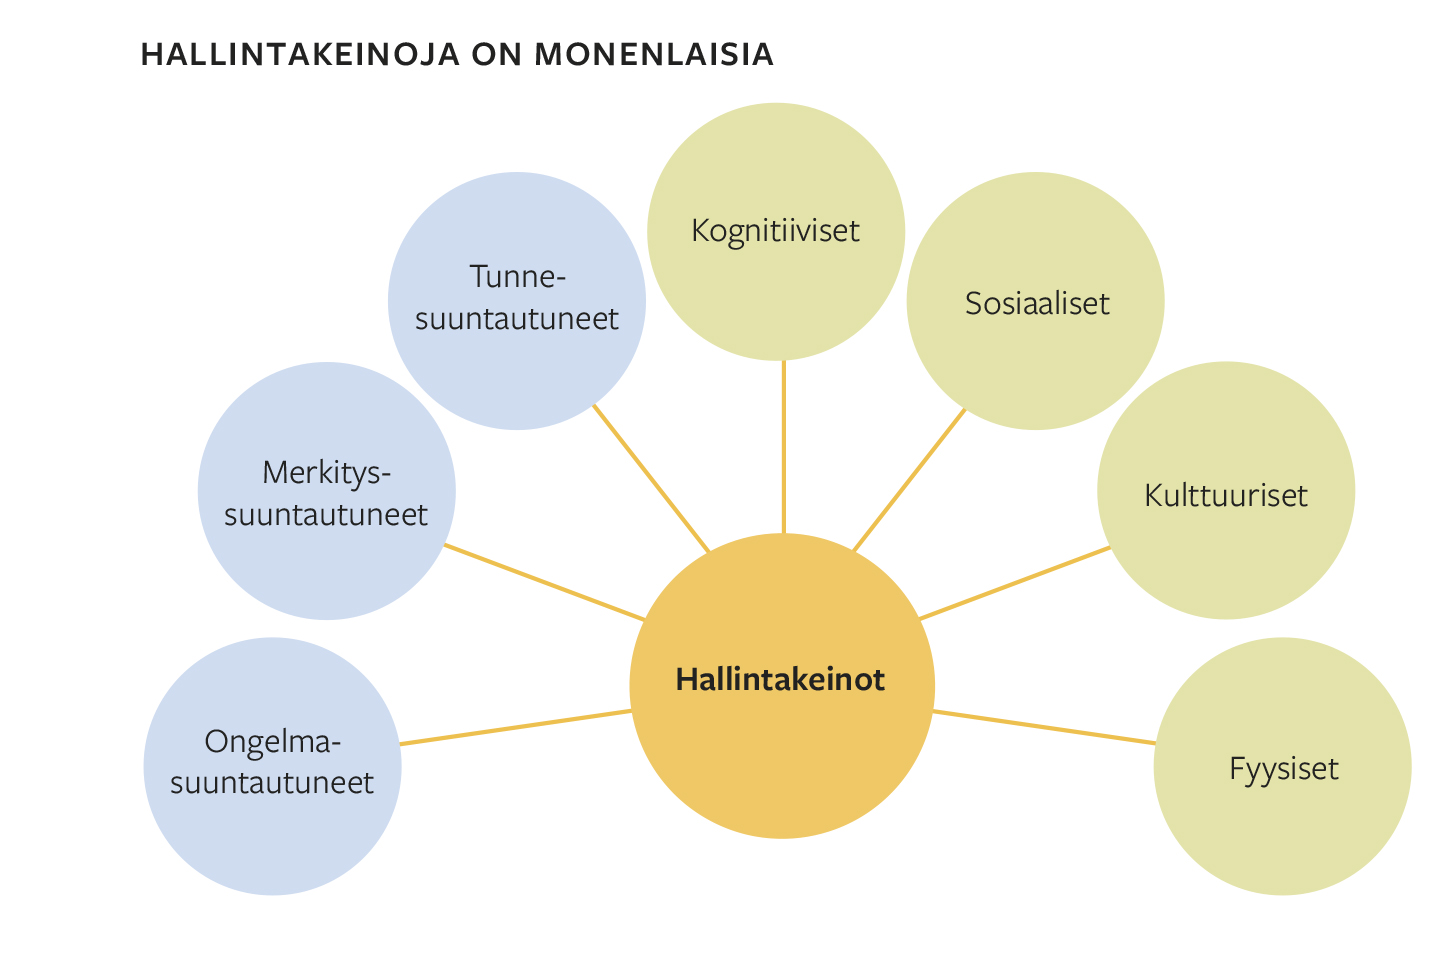 HALLINTAKEINOJA ON MONENLAISIA
Kognitiiviset
Tunne-
suuntautuneet
Sosiaaliset
Merkitys-
suuntautuneet
Kulttuuriset
Hallintakeinot
Ongelma-
suuntautuneet
Fyysiset